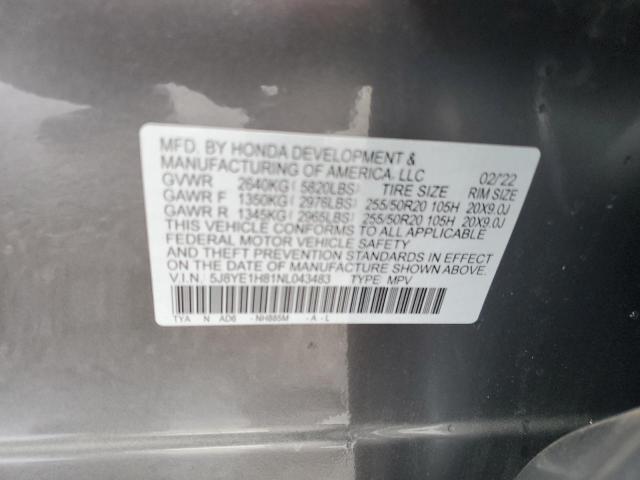 MFD. BY HONDA DEVELOPMENT &
MANUFACTURING OF AMERICA, LLC 02/'22
GVWR 2640KG ( 5820LBS) TIRE SIZE RIM SIZE
GAWR F 1350KG ( 2976LBS) 255/50R20 105H 20X9.0J
GAWR R 1345KG ( 2965LBS) 255/50R20 105H 20X9.0J
THIS VEHICLE CONFORMS TO ALL APPLICABLE
FEDERAL MOTOR VEHICLE SAFETY
AND THEFT PREVENTION STANDARDS IN EFFECT
ON THE DATE OF MANUFACTURE SHOWN ABOVE.
V.I.N. 5J8YE1H81NL043483 TYPE MPV
TYA N AD6 - NH885M - A - L